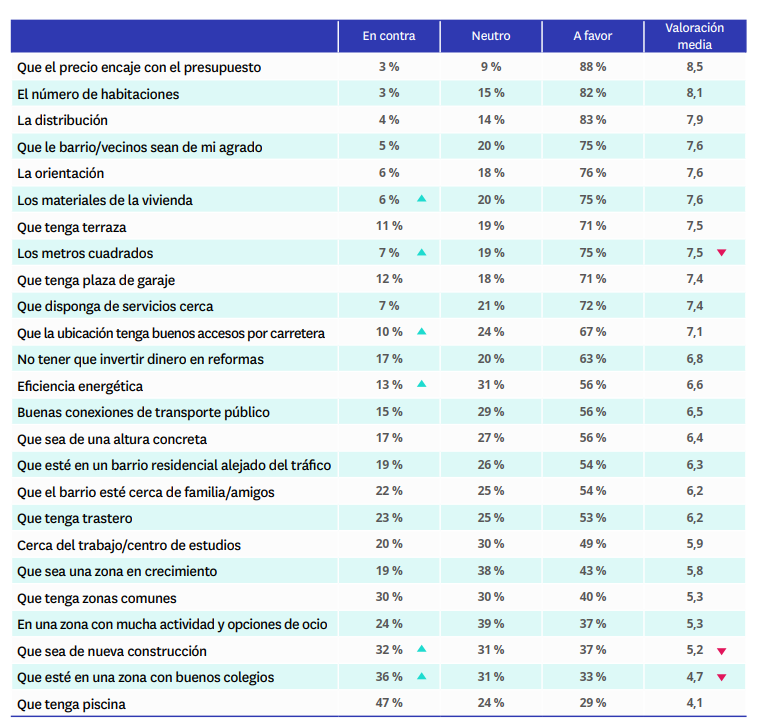 En contra Neutro A favor Valoración media
Que el precio encaje con el presupuesto 3 % 9 % 88 % 8,5
El número de habitaciones 3 % 15 % 82 % 8,1
La distribución 4 % 14 % 83 % 7,9
Que le barrio/vecinos sean de mi agrado 5 % 20 % 75 % 7,6
La orientación 6 % 18 % 76 % 7,6
Los materiales de la vivienda 6 % ▲ 20 % 75 % 7,6
Que tenga terraza 11 % 19 % 71 % 7,5
Los metros cuadrados 7 % ▲ 19 % 75 % 7,5 ▼
Que tenga plaza de garaje 12 % 18 % 71 % 7,4
Que disponga de servicios cerca 7 % 21 % 72 % 7,4
Que la ubicación tenga buenos accesos por carretera 10 % ▲ 24 % 67 % 7,1
No tener que invertir dinero en reformas 17 % 20 % 63 % 6,8
Eficiencia energética 13 % ▲ 31 % 56 % 6,6
Buenas conexiones de transporte público 15 % 29 % 56 % 6,5
Que sea de una altura concreta 17 % 27 % 56 % 6,4
Que esté en un barrio residencial alejado del tráfico 19 % 26 % 54 % 6,3
Que el barrio esté cerca de familia/amigos 22 % 25 % 54 % 6,2
Que tenga trastero 23 % 25 % 53 % 6,2
Cerca del trabajo/centro de estudios 20 % 30 % 49 % 5,9
Que sea una zona en crecimiento 19 % 38 % 43 % 5,8
Que tenga zonas comunes 30 % 30 % 40 % 5,3
En una zona con mucha actividad y opciones de ocio 24 % 39 % 37 % 5,3
Que sea de nueva construcción 32 % ▲ 31 % 37 % 5,2 ▼
Que esté en una zona con buenos colegios 36 % ▲ 31 % 33 % 4,7 ▼
Que tenga piscina 47 % 24 % 29 % 4,1